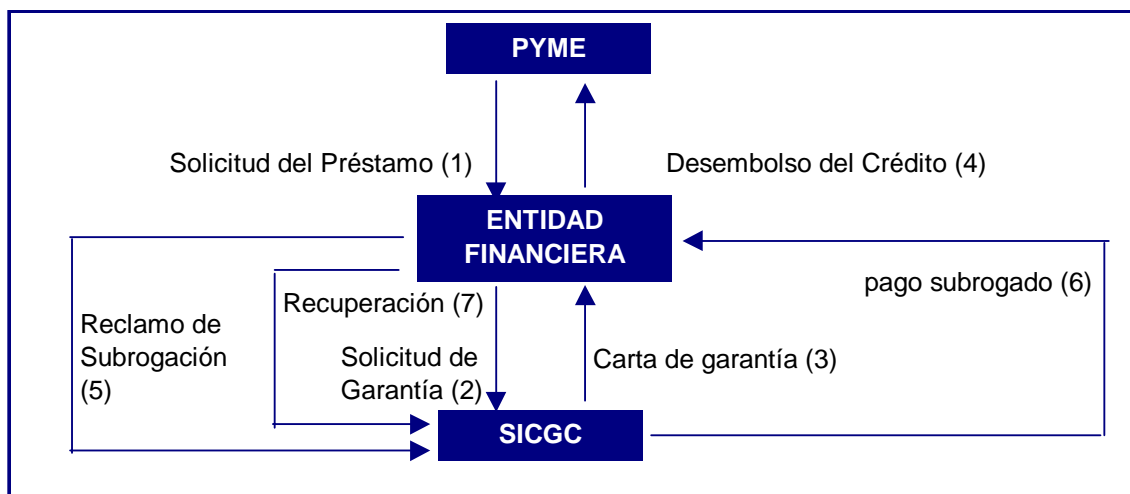 PYME
Solicitud del Préstamo (1)
Desembolso del Crédito (4)
ENTIDAD
FINANCIERA
pago subrogado (6)
Recuperación (7)
Reclamo de
Subrogación
(5)
Solicitud de
Garantía (2)
Carta de garantía (3)
SICGC